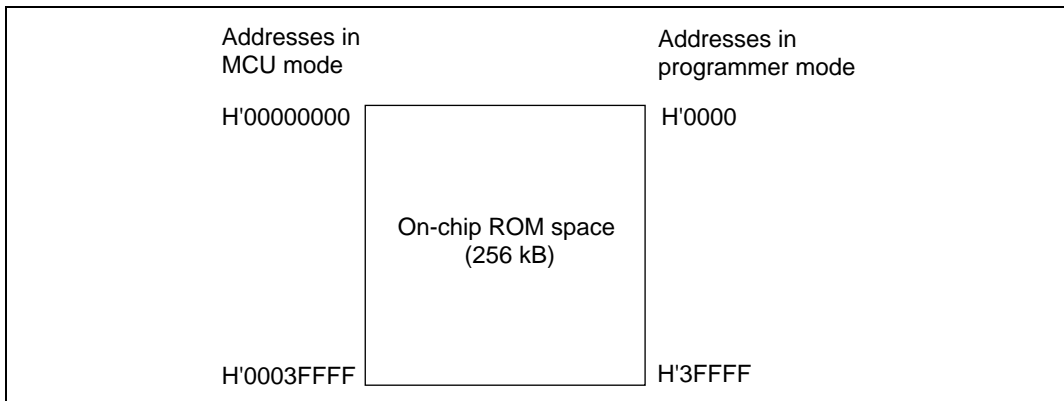 Addresses in
MCU mode
Addresses in
programmer mode
H'00000000
H'0000
On-chip ROM space
(256 kB)
H'0003FFFF
H'3FFFF